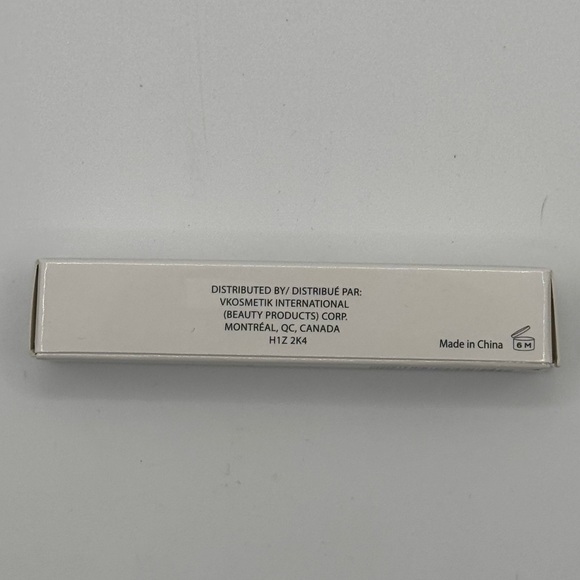 DISTRIBUTED BY/ DISTRIBUÉ PAR:
VKOSMETIK INTERNATIONAL
(BEAUTY PRODUCTS) CORP.
MONTRÉAL, QC, CANADA
H1Z 2K4
Made in China
6 M